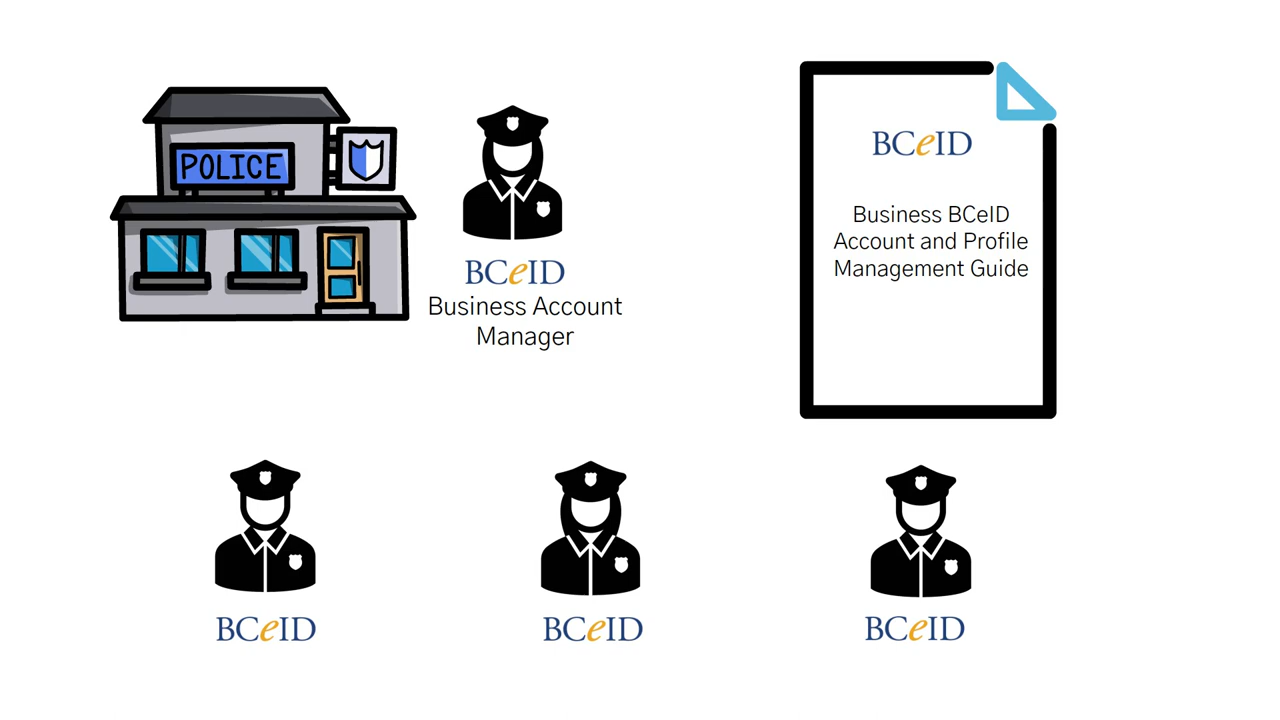 POLICE
BCeID
Business Account
Manager
BCeID
Business BCeID
Account and Profile
Management Guide
BCeID
BCeID
BCeID